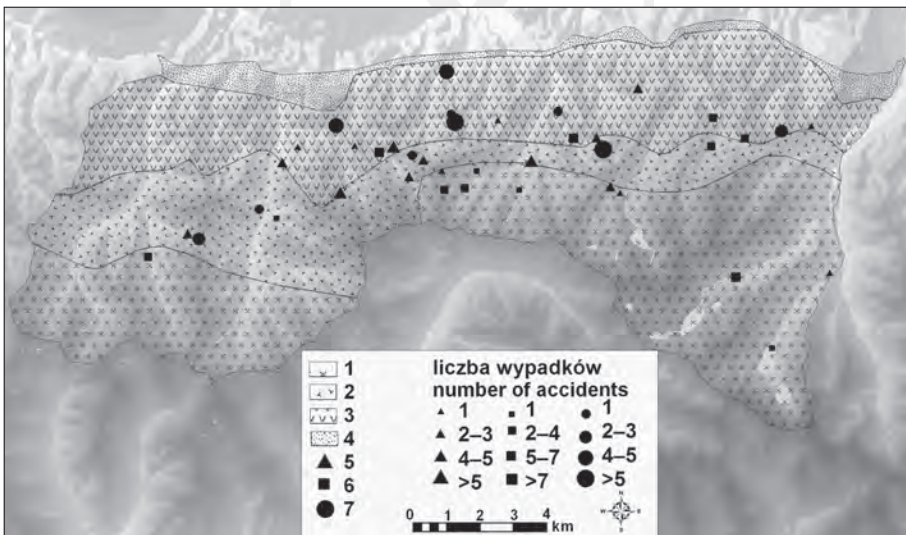 1
2
3
4
5
6
7
liczba wypadków
number of accidents
1 1 1
2–3 2–4 2–3
4–5 5–7 4–5
>5 >7 >5
0 1 2 3 4
km
N
W E
S